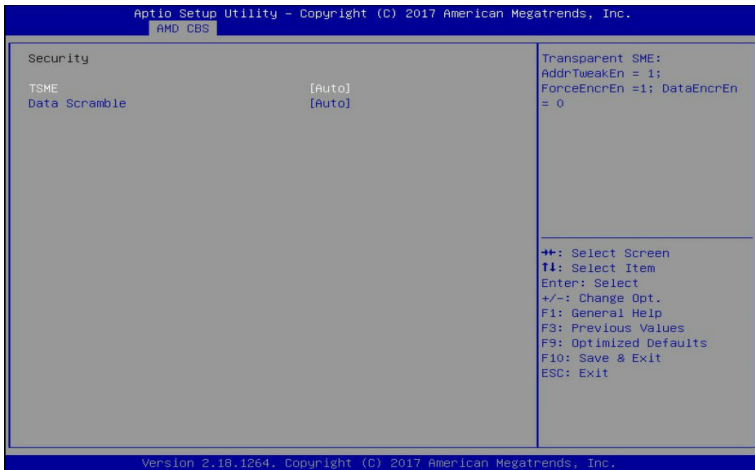 Aptio Setup Utility – Copyright (C) 2017 American Megatrends, Inc.
AMD CBS
Security
TSME [Auto]
Data Scramble [Auto]
Transparent SME:
AddrTweakEn = 1;
ForceEncrEn =1; DataEncrEn
= 0
→←: Select Screen
↑↓: Select Item
Enter: Select
+/-: Change Opt.
F1: General Help
F3: Previous Values
F9: Optimized Defaults
F10: Save & Exit
ESC: Exit
Version 2.18.1264. Copyright (C) 2017 American Megatrends, Inc.